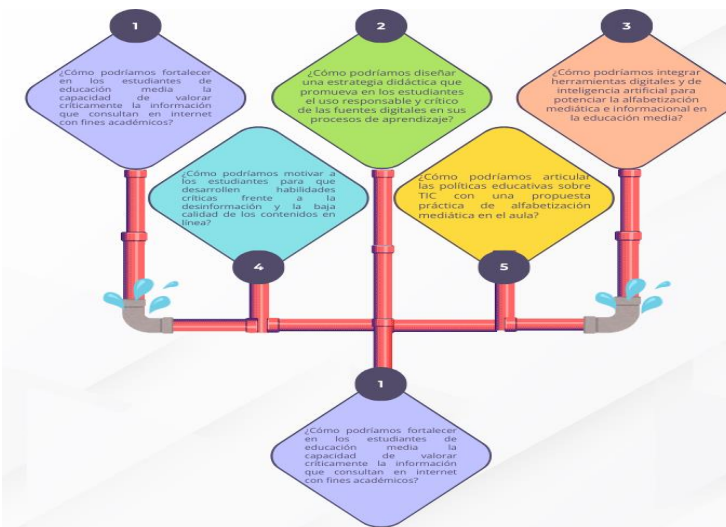 1
¿Cómo podríamos fortalecer
en los estudiantes de
educación media la
capacidad de valorar
críticamente la información
que consultan en internet
con fines académicos?
2
¿Cómo podríamos diseñar
una estrategia didáctica que
promueva en los estudiantes
el uso responsable y crítico
de las fuentes digitales en sus
procesos de aprendizaje?
3
¿Cómo podríamos integrar
herramientas digitales y de
inteligencia artificial para
potenciar la alfabetización
mediática e informacional en
la educación media?
¿Cómo podríamos motivar a
los estudiantes para que
desarrollen habilidades
críticas frente a la
desinformación y la baja
calidad de los contenidos en
línea?
4
¿Cómo podríamos articular
las políticas educativas sobre
TIC con una propuesta
práctica de alfabetización
mediática en el aula?
5
1
¿Cómo podríamos fortalecer
en los estudiantes de
educación media la
capacidad de valorar
críticamente la información
que consultan en internet
con fines académicos?